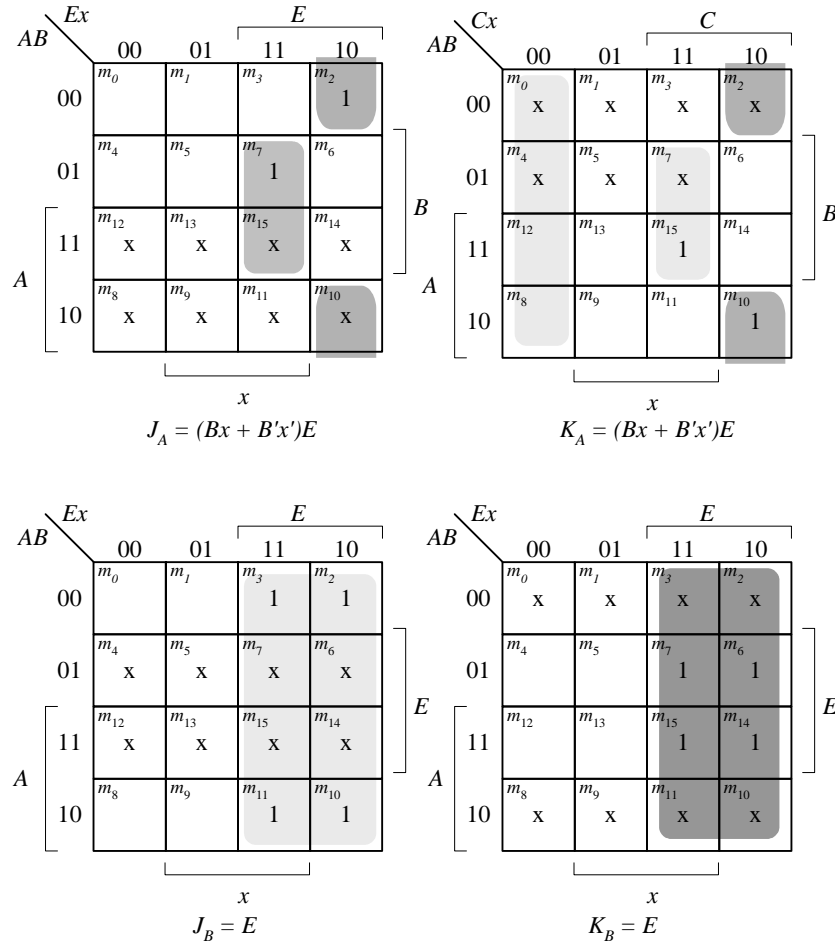 Ex E Cx C
AB 00 01 11 10 AB 00 01 11 10
m0 m1 m3 m2 m0 m1 m3 m2
00 1 00 x x x x
m4 m5 m7 m6 m4 m5 m7 m6
01 1 01 x x x
B B
m12 m13 m15 m14 m12 m13 m15 m14
11 x x x x 11 1
A A
m8 m9 m11 m10 m8 m9 m11 m10
10 x x x x 10 1
x x
J_A = (Bx + B'x')E K_A = (Bx + B'x')E
Ex E Ex E
AB 00 01 11 10 AB 00 01 11 10
m0 m1 m3 m2 m0 m1 m3 m2
00 1 1 00 x x x x
m4 m5 m7 m6 m4 m5 m7 m6
01 x x x x 01 1 1
E E
m12 m13 m15 m14 m12 m13 m15 m14
11 x x x x 11 1 1
A A
m8 m9 m11 m10 m8 m9 m11 m10
10 1 1 10 x x x x
x x
J_B = E K_B = E